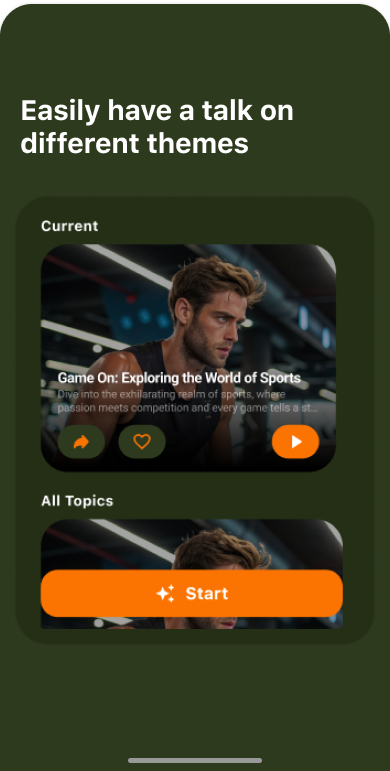 Easily have a talk on
different themes
Current
Game On: Exploring the World of Sports
Dive into the exhilarating realm of sports, where
passion meets competition and every game tells a st...
All Topics
Start